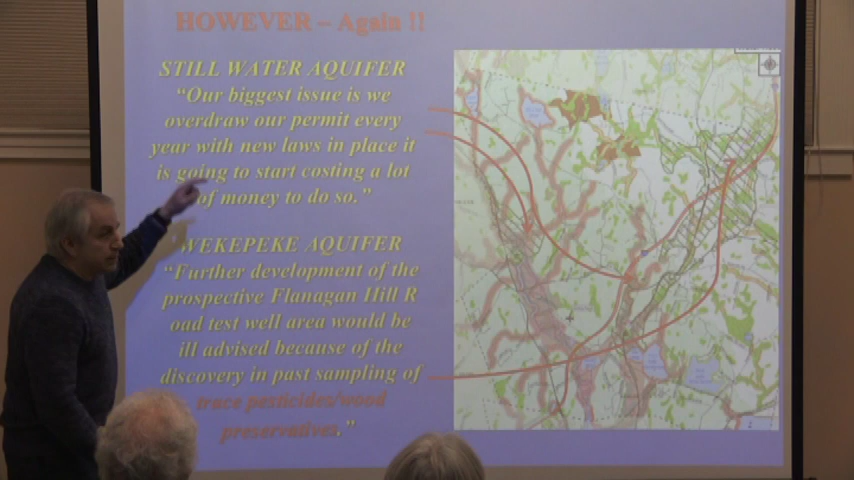 HOWEVER – Again !!
STILL WATER AQUIFER
“Our biggest issue is we
overdraw our permit every
year with new laws in place it
is going to start costing a lot
of money to do so.”
WEKEPEKE AQUIFER
“Further development of the
prospective Flanagan Hill R
oad test well area would be
ill advised because of the
discovery in past sampling of
trace pesticides/wood
preservatives.”